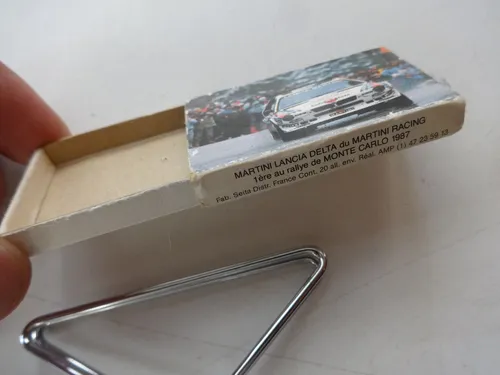 MARTINI LANCIA DELTA du MARTINI RACING
1ère au rallye de MONTE CARLO 1987
Fab. Seita Distr. France Cont. 20 all. env. Réal. AMP (1) 47 23 59 13